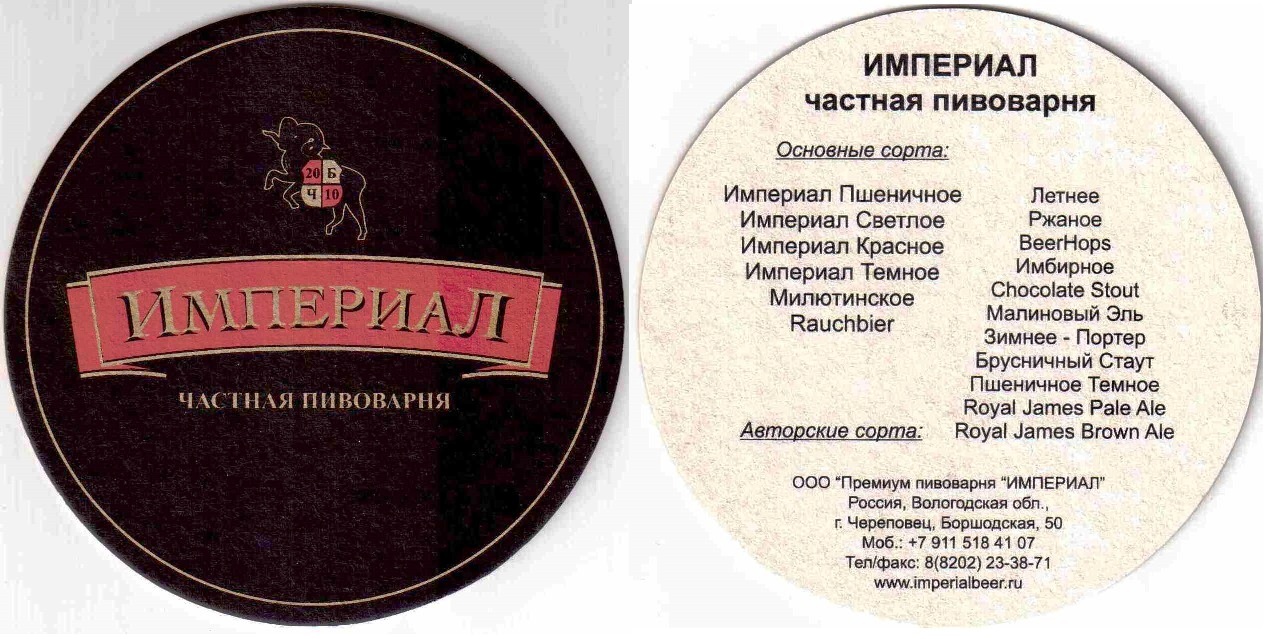 20 Б
Ч 10
ИМПЕРИАЛ
ЧАСТНАЯ ПИВОВАРНЯ
ИМПЕРИАЛ
частная пивоварня
Основные сорта:
Империал Пшеничное
Империал Светлое
Империал Красное
Империал Темное
Милютинское
Rauchbier
Авторские сорта:
Летнее
Ржаное
BeerHops
Имбирное
Chocolate Stout
Малиновый Эль
Зимнее - Портер
Брусничный Стаут
Пшеничное Темное
Royal James Pale Ale
Royal James Brown Ale
ООО "Премиум пивоварня "ИМПЕРИАЛ"
Россия, Вологодская обл.,
г. Череповец, Боршодская, 50
Моб.: +7 911 518 41 07
Тел/факс: 8(8202) 23-38-71
www.imperialbeer.ru